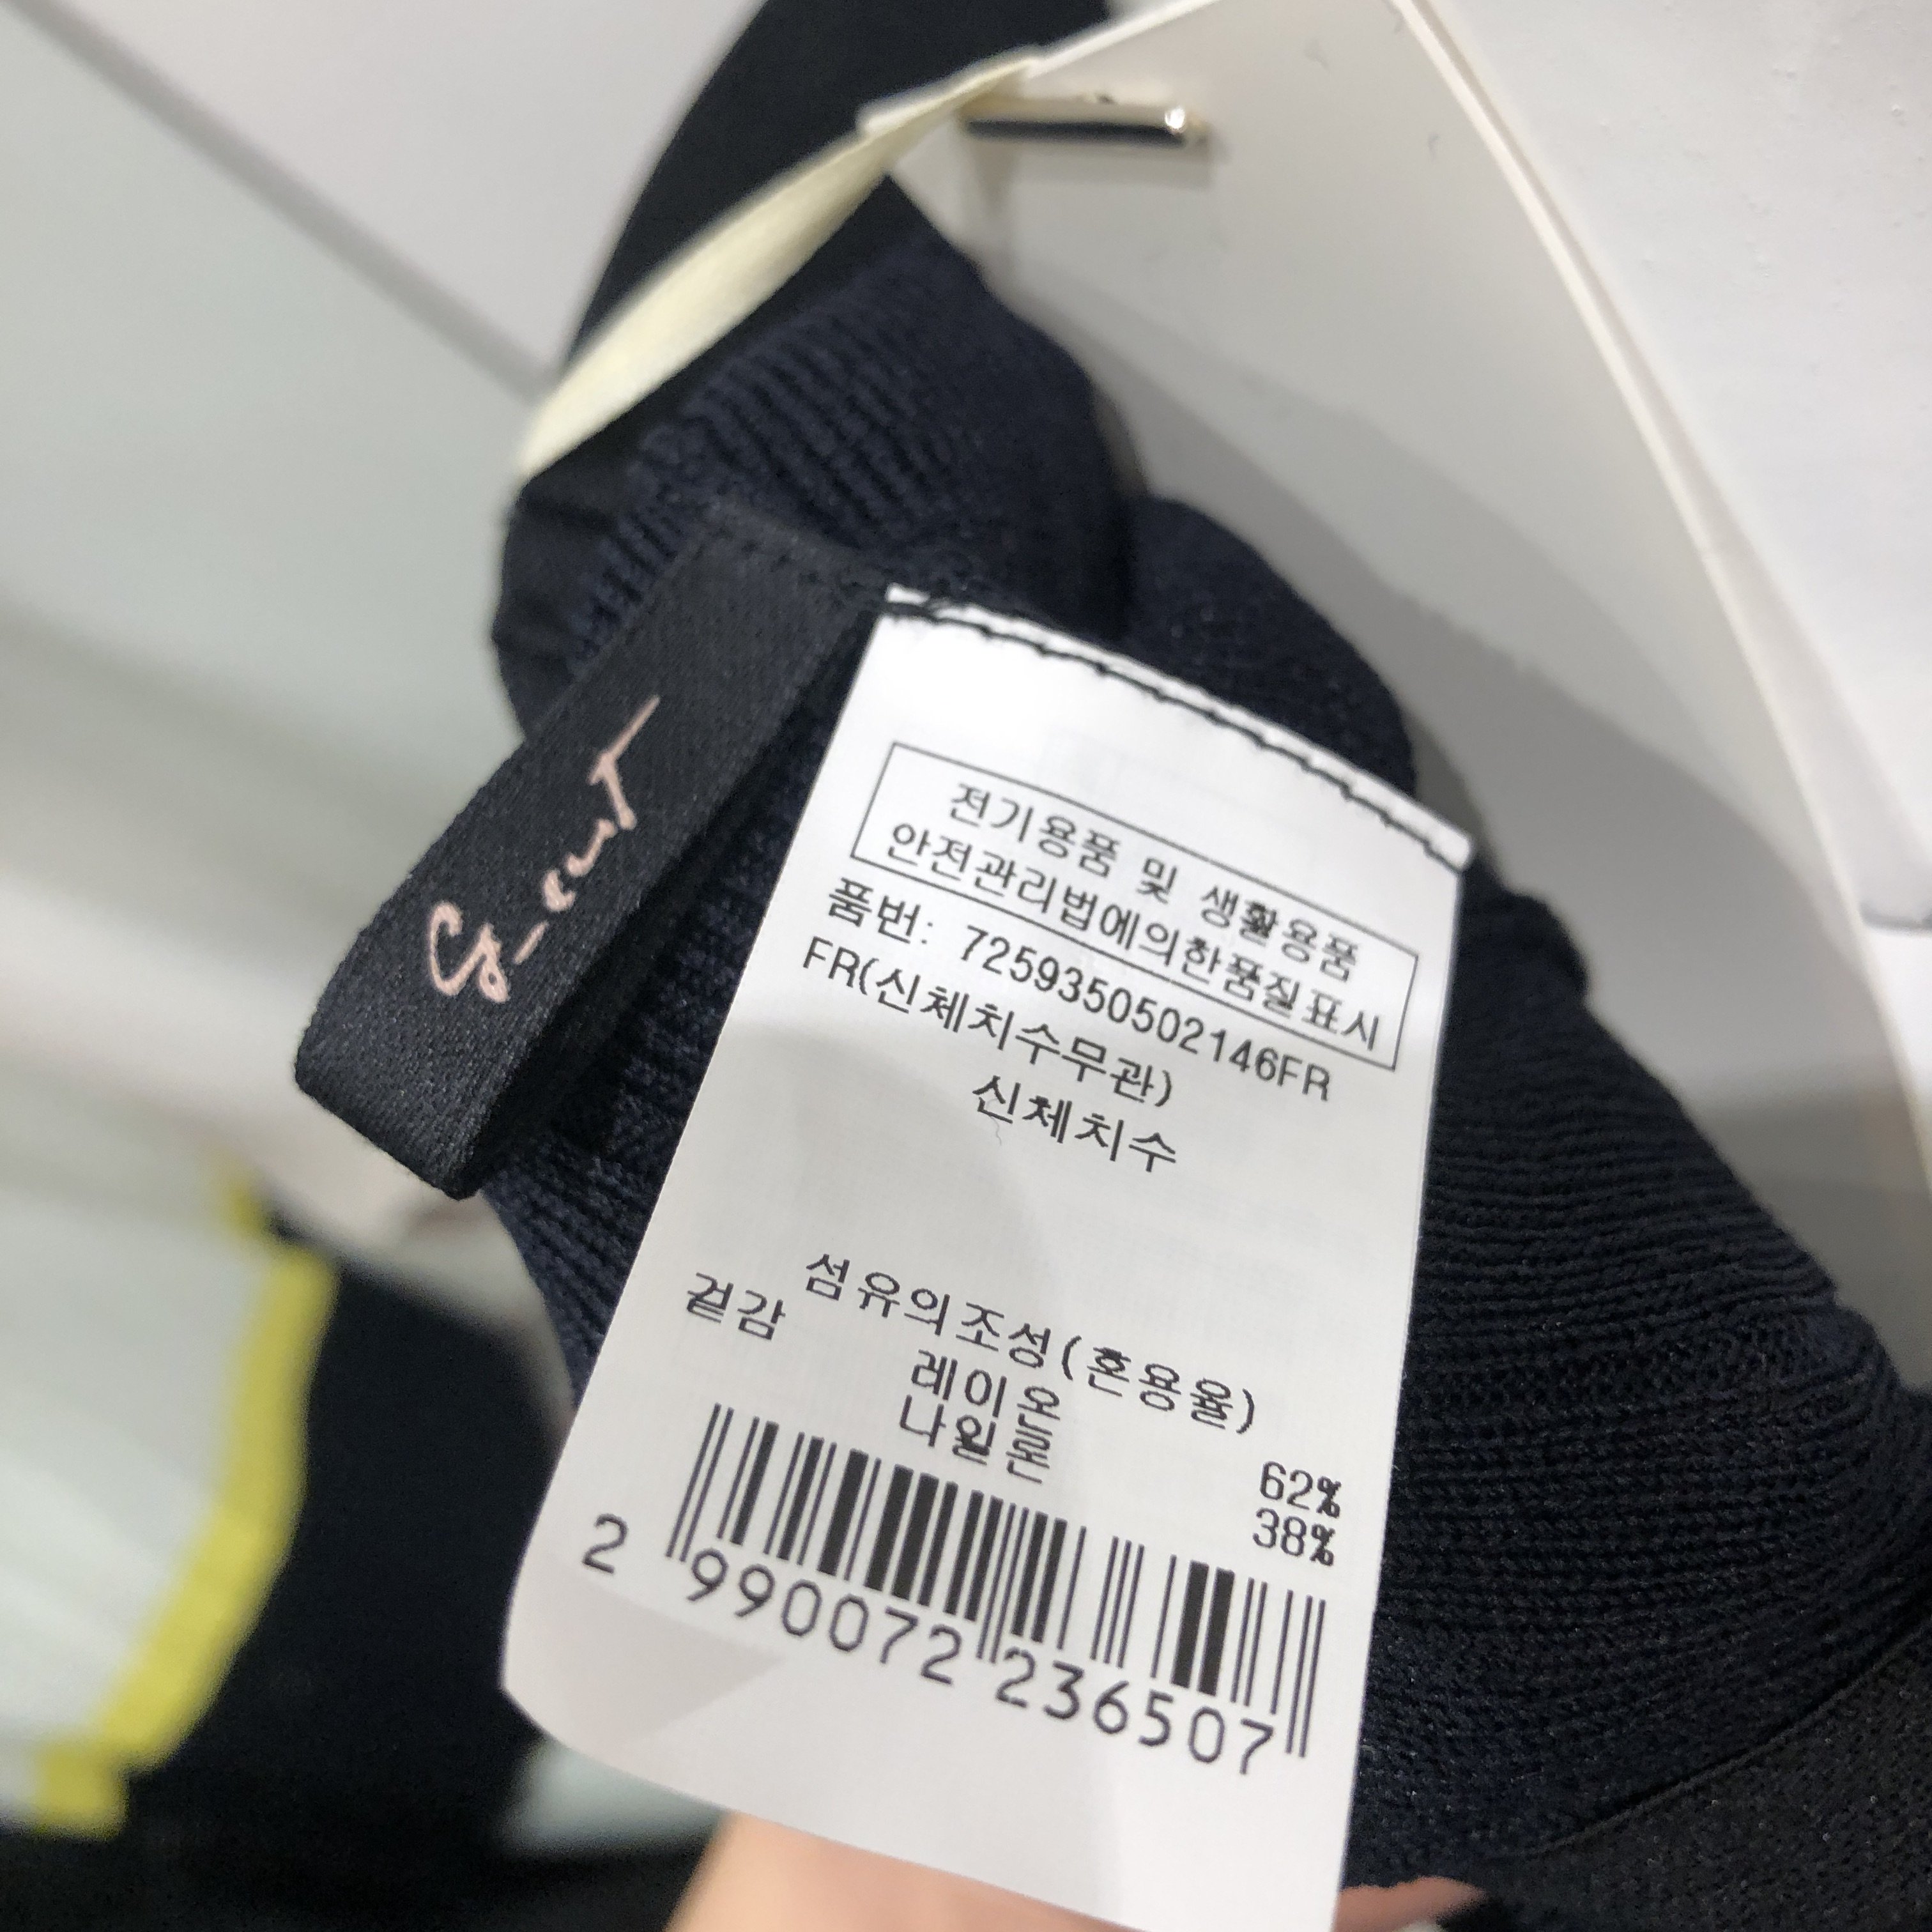 전기용품 및 생활용품
안전관리법에의한품질표시
품번: 725935050214​6FR
FR(신체치수무관)
신체치수
섬유의조성(혼용율)
겉감
레이온 62%
나일론 38%
2 990072 236507